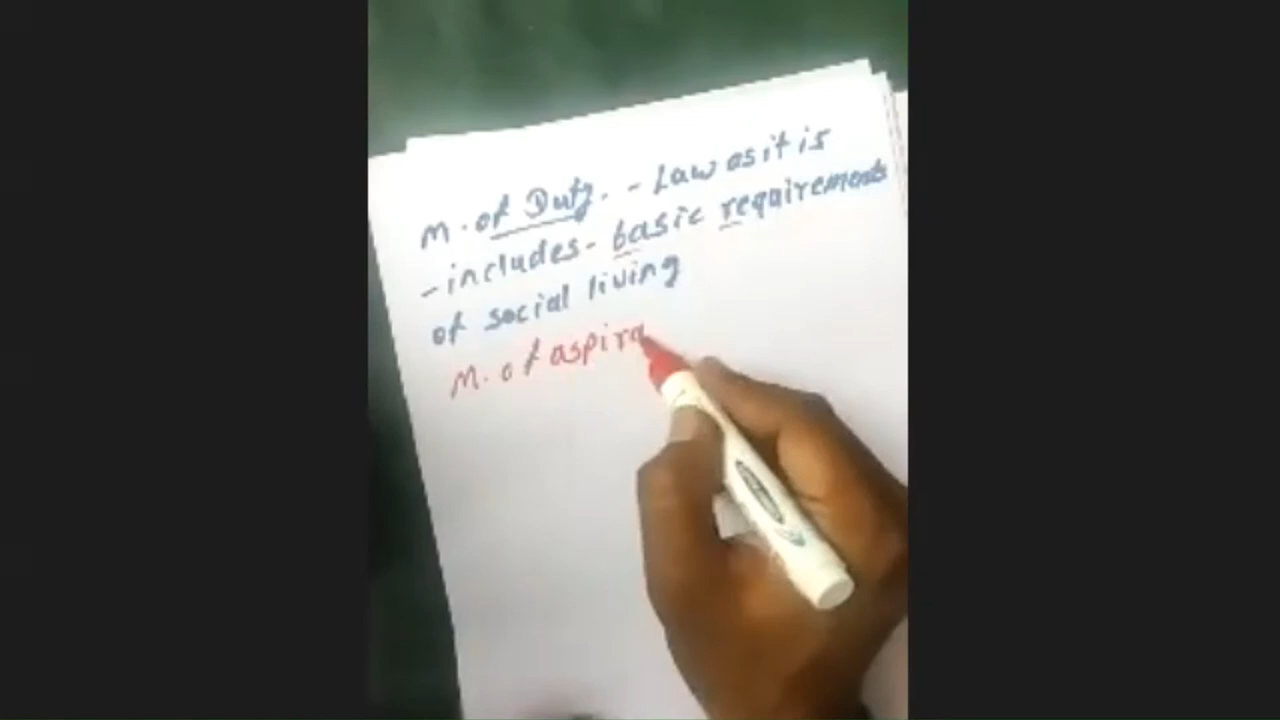 M. of Duty. - Law as it is
- includes - basic requirements
of social living
M. of aspira